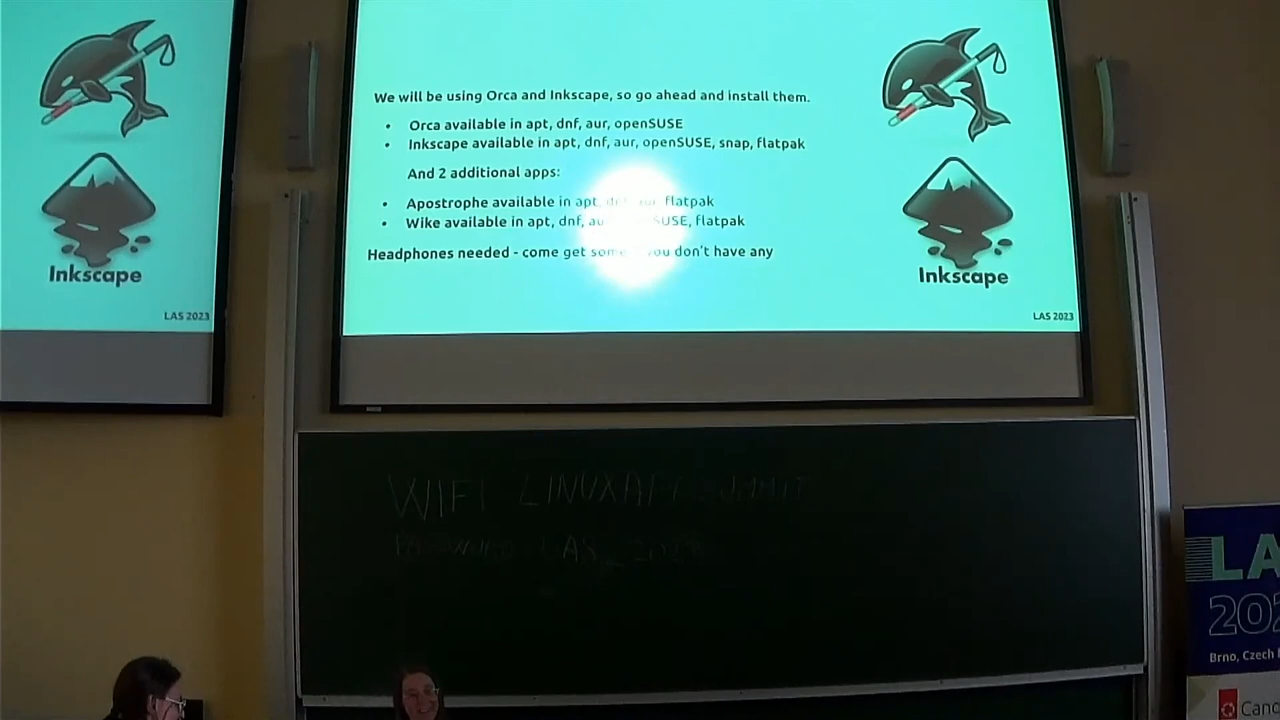 Inkscape
LAS 2023
We will be using Orca and Inkscape, so go ahead and install them.
• Orca available in apt, dnf, aur, openSUSE
• Inkscape available in apt, dnf, aur, openSUSE, snap, flatpak
And 2 additional apps:
• Apostrophe available in apt, flatpak
• Wike available in apt, dnf, flatpak
Headphones needed - come get you don't have any
Inkscape
LAS 2023
WIFI LINUXAPPSUMMIT
LA
202
Brno, Czech